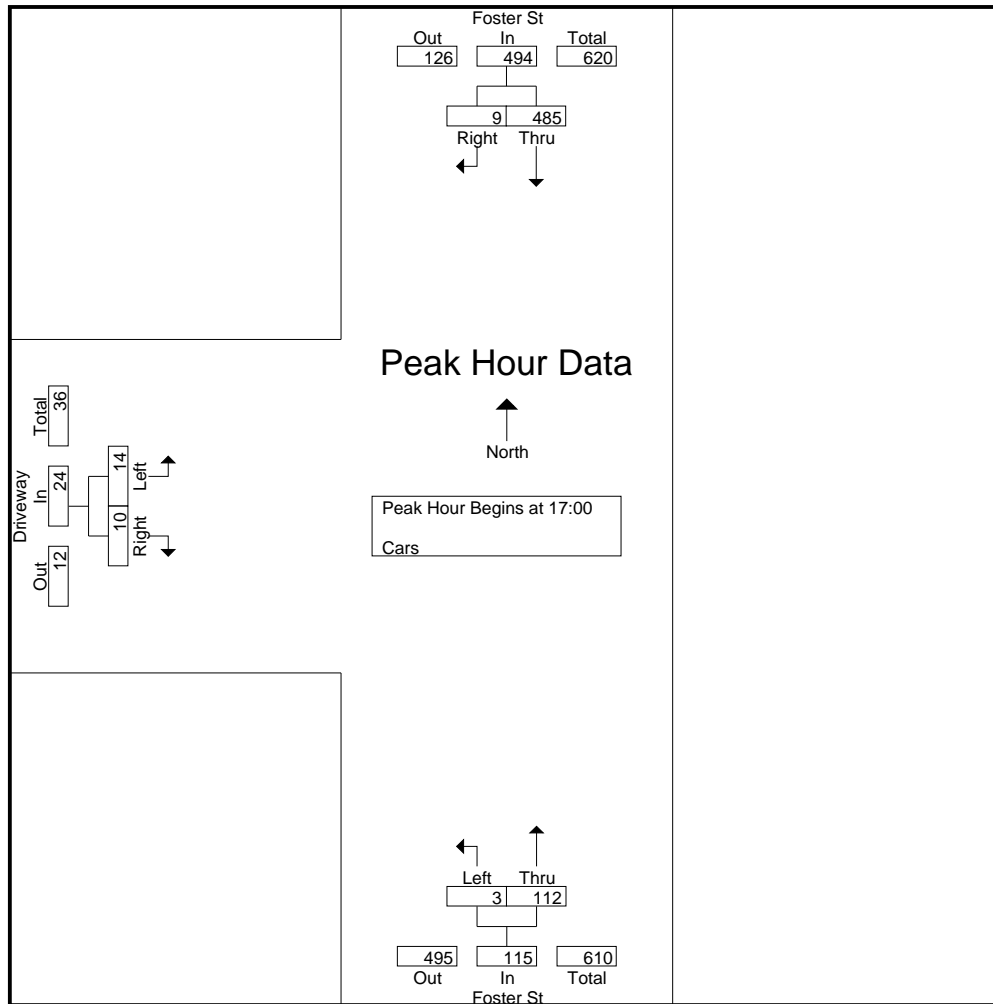 Foster St
Out In Total
126 494 620
9 485
Right Thru
Peak Hour Data
North
Peak Hour Begins at 17:00
Cars
Driveway
Out In Total
12 24 36
10 14
Right Left
Left Thru
3 112
495 115 610
Out In Total
Foster St